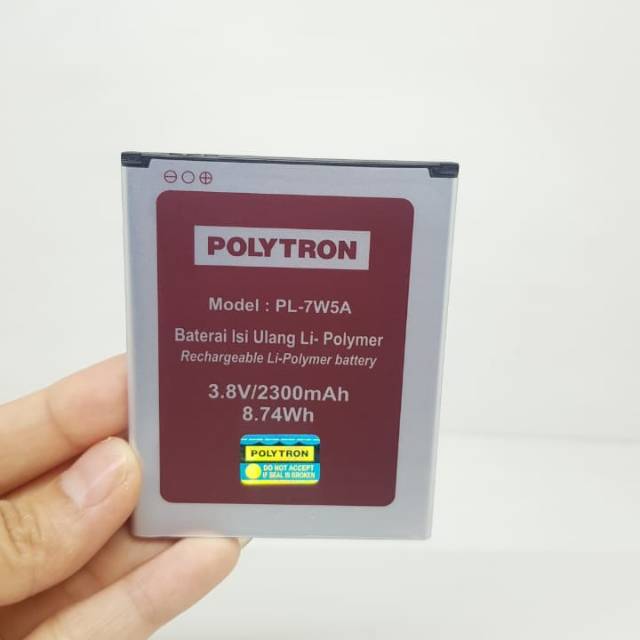 ⊖ ○ ⊕
POLYTRON
Model : PL-7W5A
Baterai Isi Ulang Li- Polymer
Rechargeable Li-Polymer battery
3.8V/2300mAh
8.74Wh
POLYTRON
DO NOT ACCEPT
IF SEAL IS BROKEN